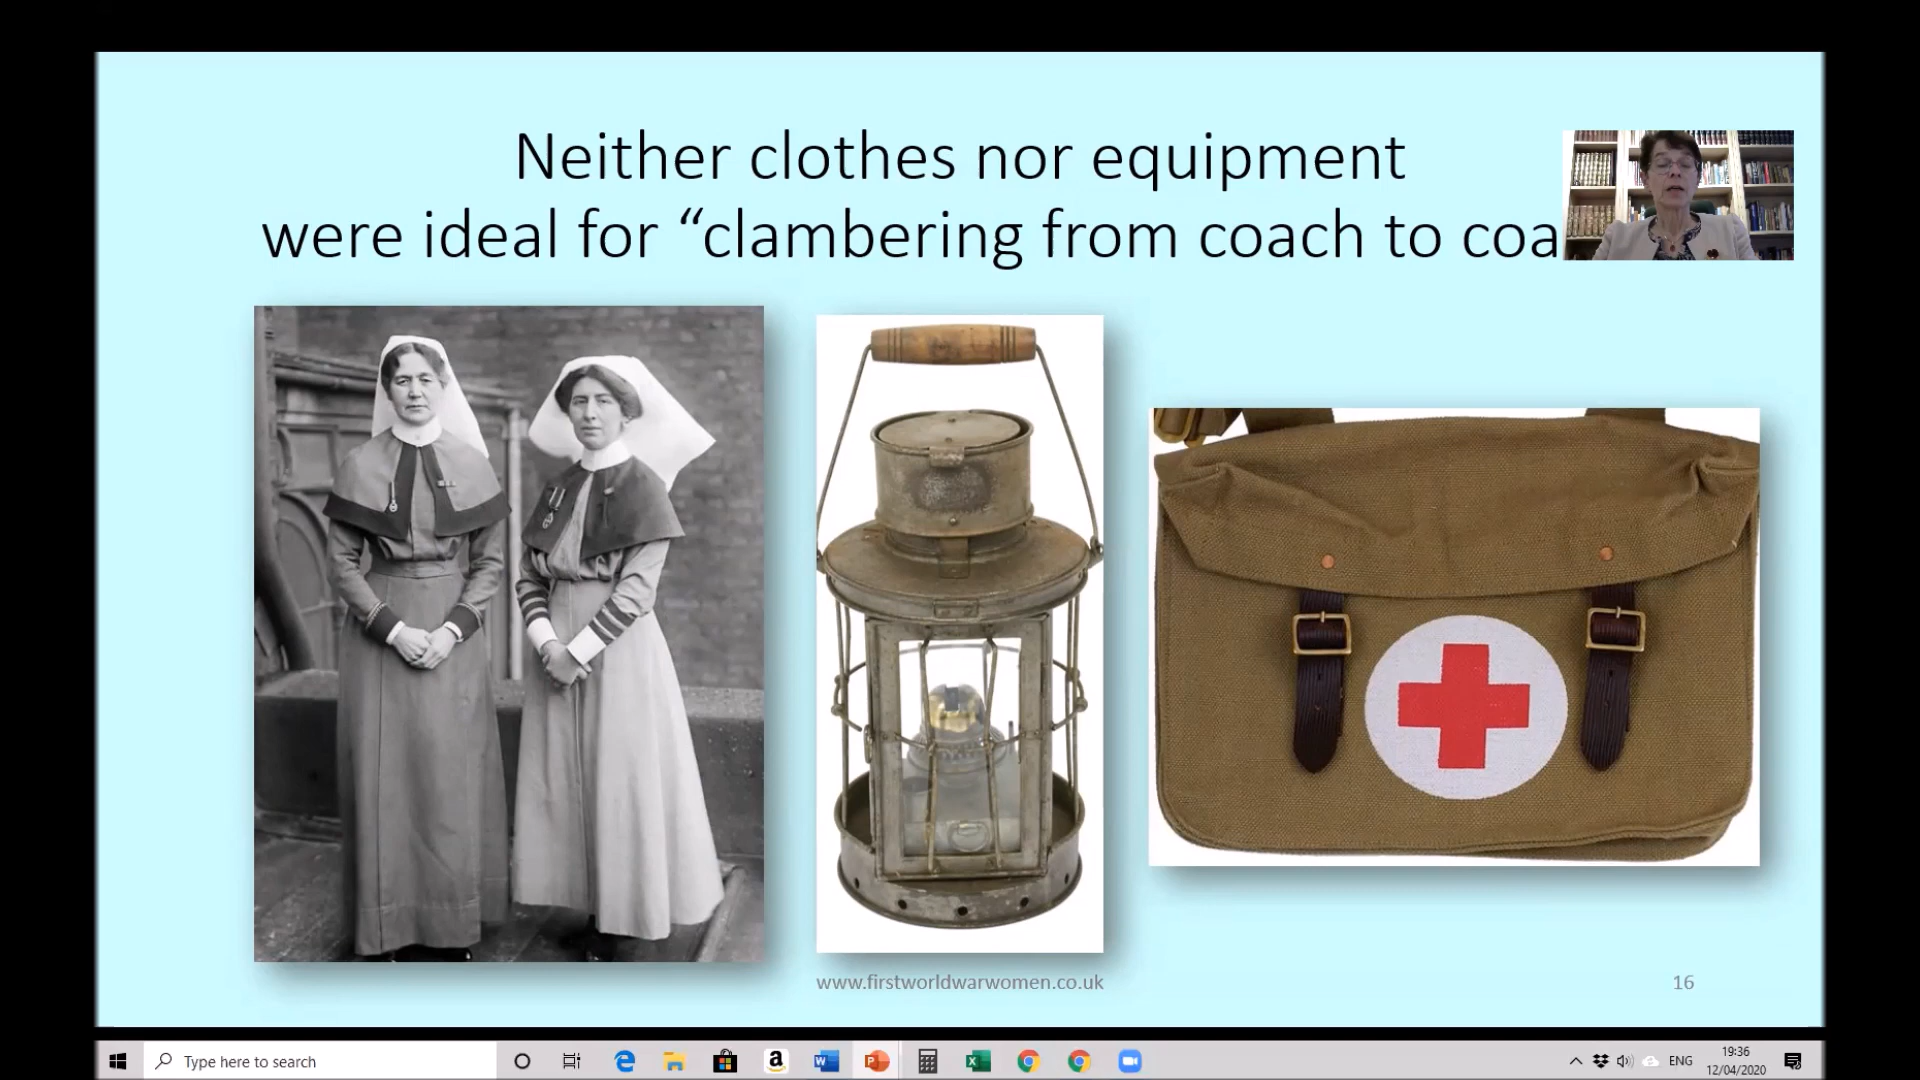 Neither clothes nor equipment
were ideal for “clambering from coach to coa
www.firstworldwarwomen.co.uk
16
Type here to search
ENG
19:36
12/04/2020